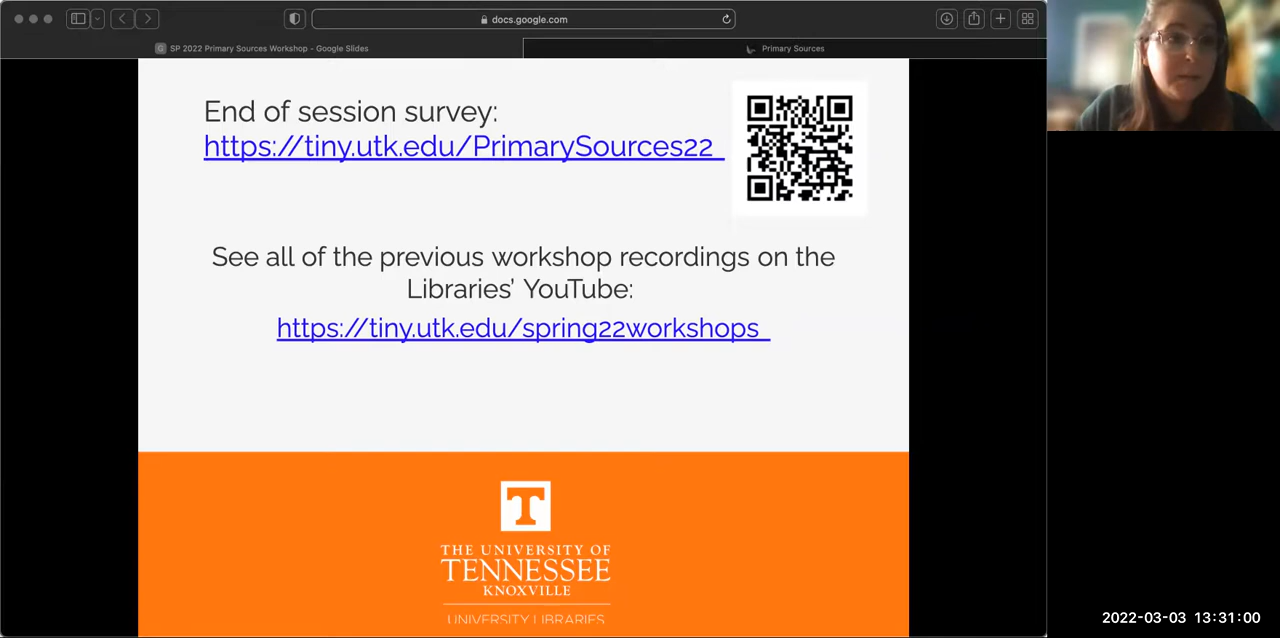 docs.google.com
SP 2022 Primary Sources Workshop - Google Slides
Primary Sources
End of session survey:
https://tiny.utk.edu/PrimarySources22
See all of the previous workshop recordings on the
Libraries' YouTube:
https://tiny.utk.edu/spring22workshops
T
THE UNIVERSITY OF
TENNESSEE
KNOXVILLE
UNIVERSITY LIBRARIES
2022-03-03 13:31:00